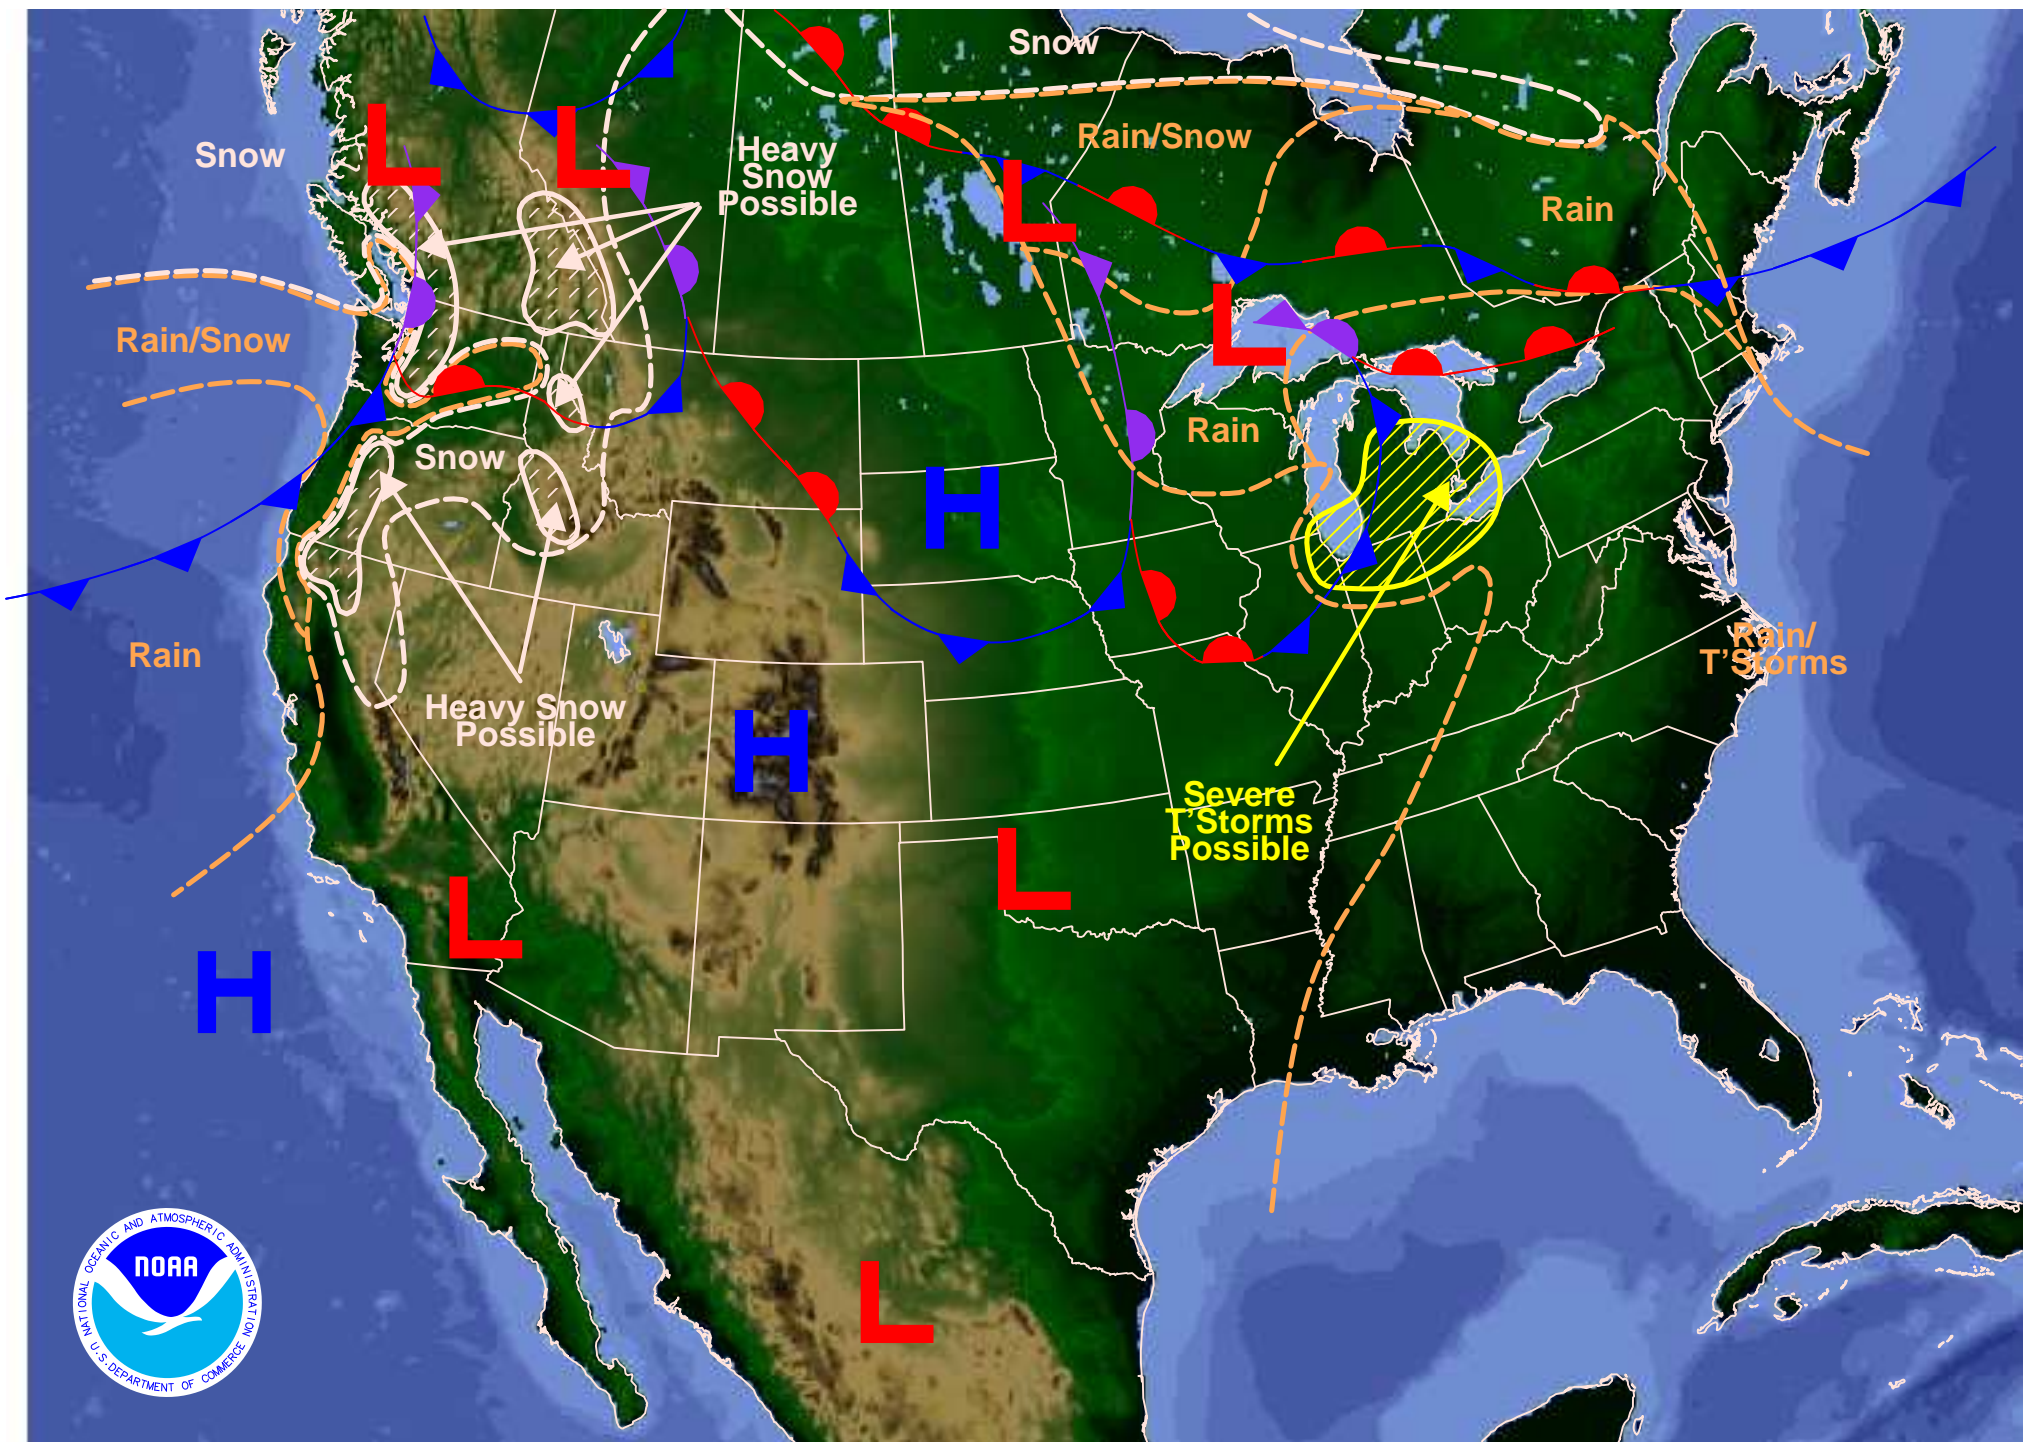 Snow
Snow
Heavy
Snow
Possible
Rain/Snow
Rain
Rain/Snow
Rain
Snow
Rain
Rain/
T'Storms
Heavy Snow
Possible
Severe
T'Storms
Possible
L
L
L
L
H
H
L
L
H
L
NATIONAL OCEANIC AND ATMOSPHERIC ADMINISTRATION
NOAA
U.S. DEPARTMENT OF COMMERCE